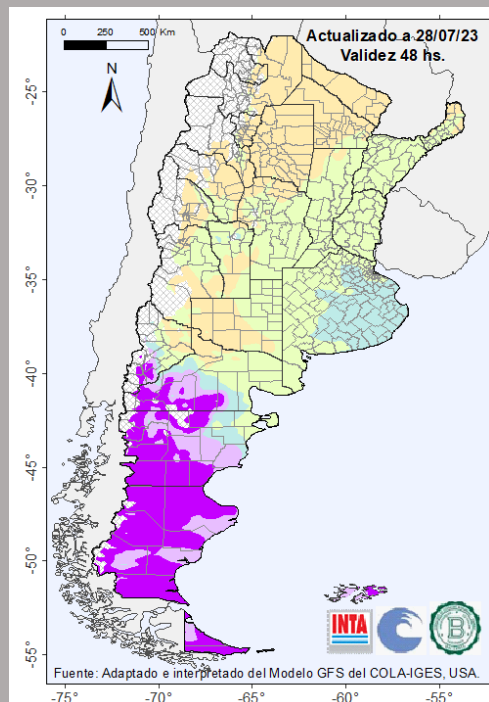 0 250 500 Km
Actualizado a 28/07/23
Validez 48 hs.
N
-25°
-30°
-35°
-40°
-45°
-50°
-55°
INTA
B
Fuente: Adaptado e interpretado del Modelo GFS del COLA-IGES, USA.
-75° -70° -65° -60° -55°